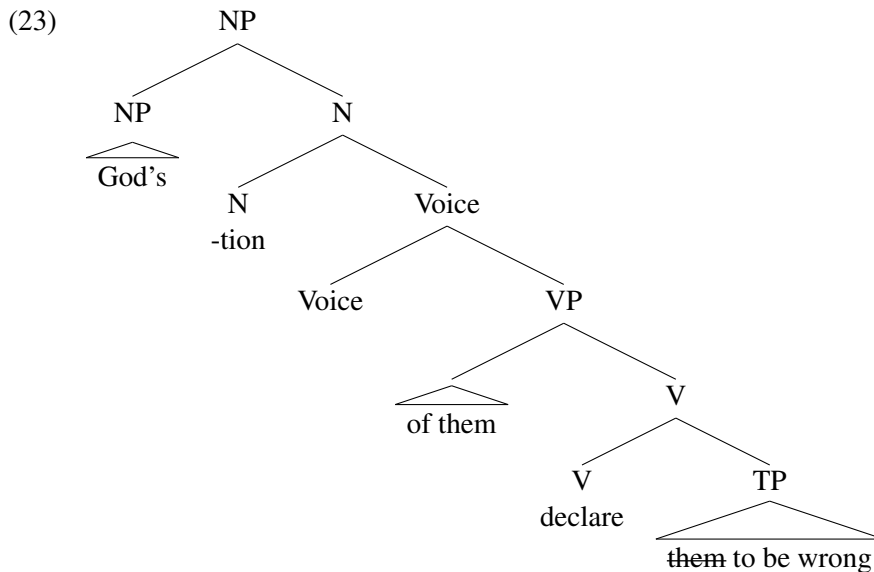 (23) NP
NP N
God's
N Voice
-tion
Voice VP
of them V
V TP
declare
them to be wrong